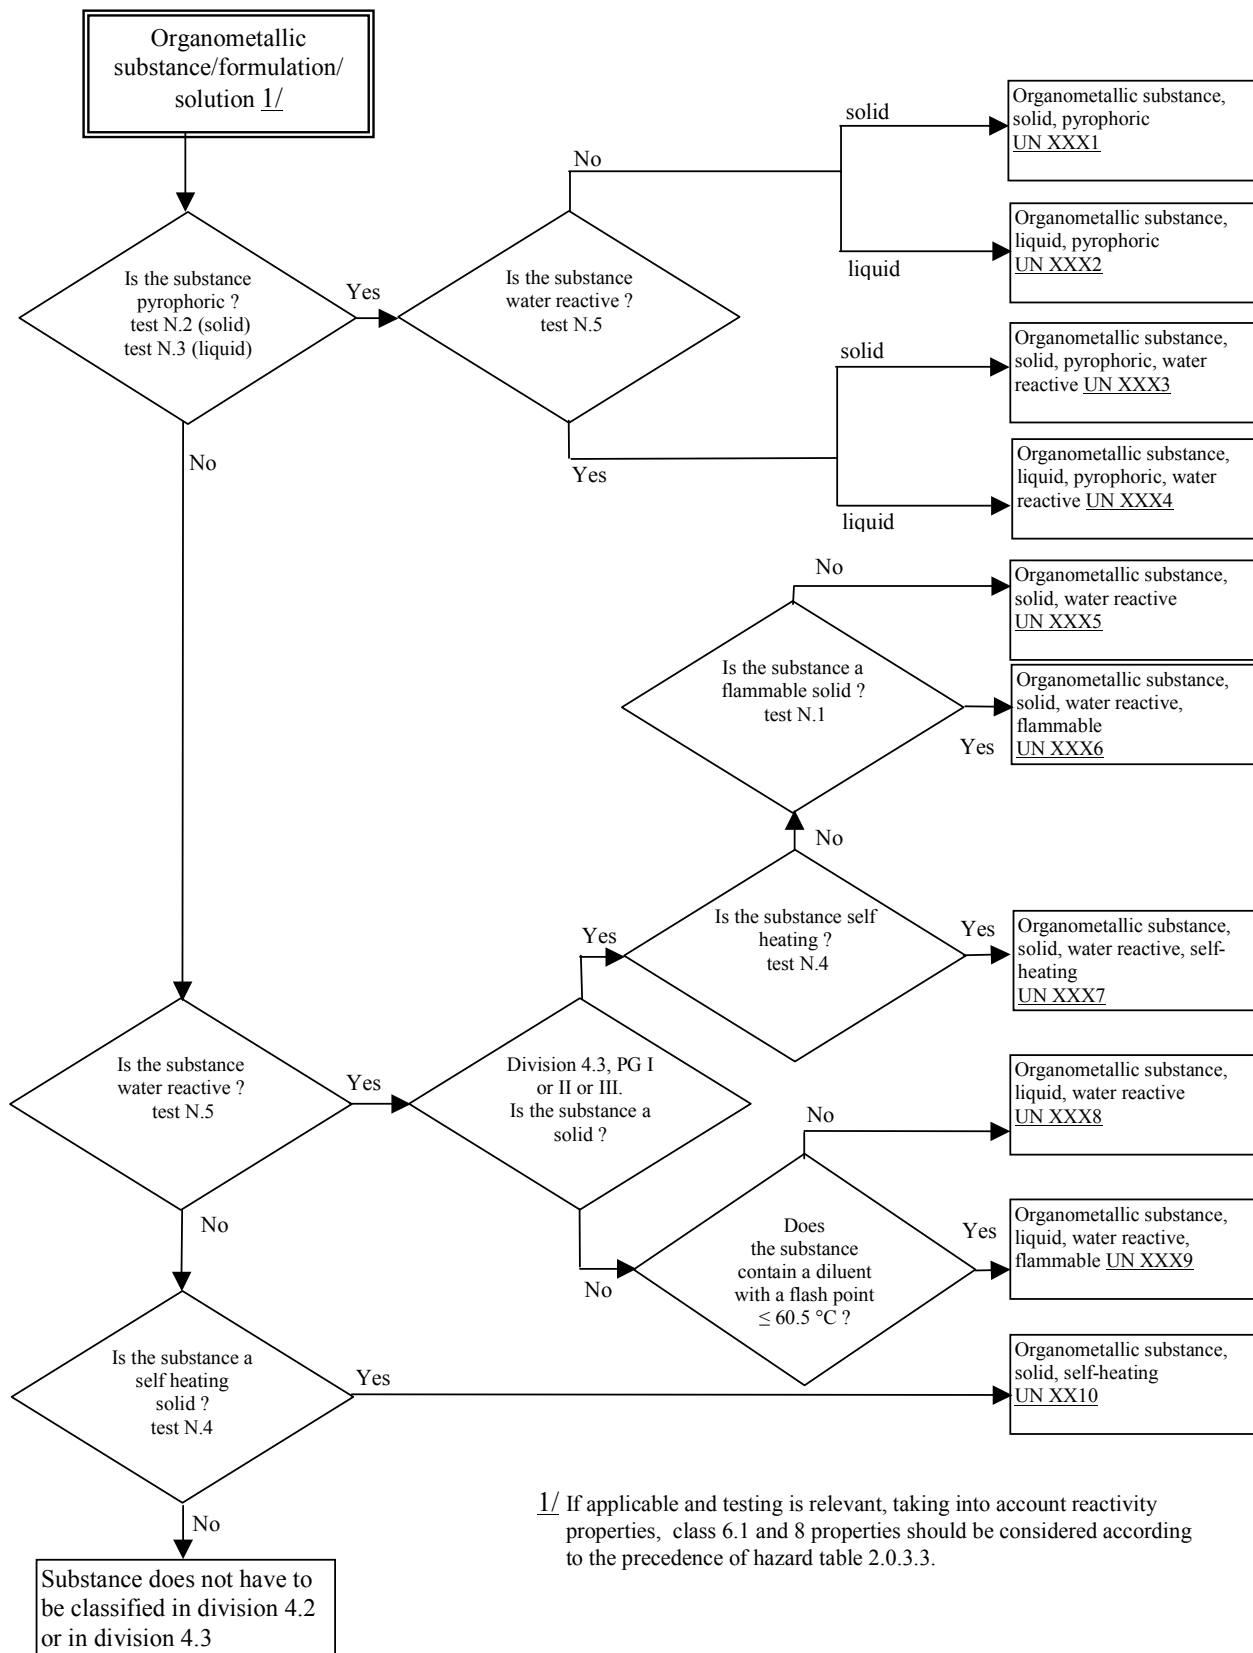 Organometallic
substance/formulation/
solution 1/
Is the substance
pyrophoric ?
test N.2 (solid)
test N.3 (liquid)
Yes
No
Is the substance
water reactive ?
test N.5
No
Yes
solid
Organometallic substance,
solid, pyrophoric
UN XXX1
liquid
Organometallic substance,
liquid, pyrophoric
UN XXX2
solid
Organometallic substance,
solid, pyrophoric, water
reactive UN XXX3
liquid
Organometallic substance,
liquid, pyrophoric, water
reactive UN XXX4
No
Organometallic substance,
solid, water reactive
UN XXX5
Is the substance a
flammable solid ?
test N.1
Yes
Organometallic substance,
solid, water reactive,
flammable
UN XXX6
No
Is the substance self
heating ?
test N.4
Yes
Yes
Organometallic substance,
solid, water reactive, self-
heating
UN XXX7
Is the substance
water reactive ?
test N.5
Yes
No
Division 4.3, PG I
or II or III.
Is the substance a
solid ?
No
No
Organometallic substance,
liquid, water reactive
UN XXX8
Does
the substance
contain a diluent
with a flash point
≤ 60.5 °C ?
Yes
Organometallic substance,
liquid, water reactive,
flammable UN XXX9
Is the substance a
self heating
solid ?
test N.4
Yes
Organometallic substance,
solid, self-heating
UN XX10
No
Substance does not have to
be classified in division 4.2
or in division 4.3
1/ If applicable and testing is relevant, taking into account reactivity
properties, class 6.1 and 8 properties should be considered according
to the precedence of hazard table 2.0.3.3.